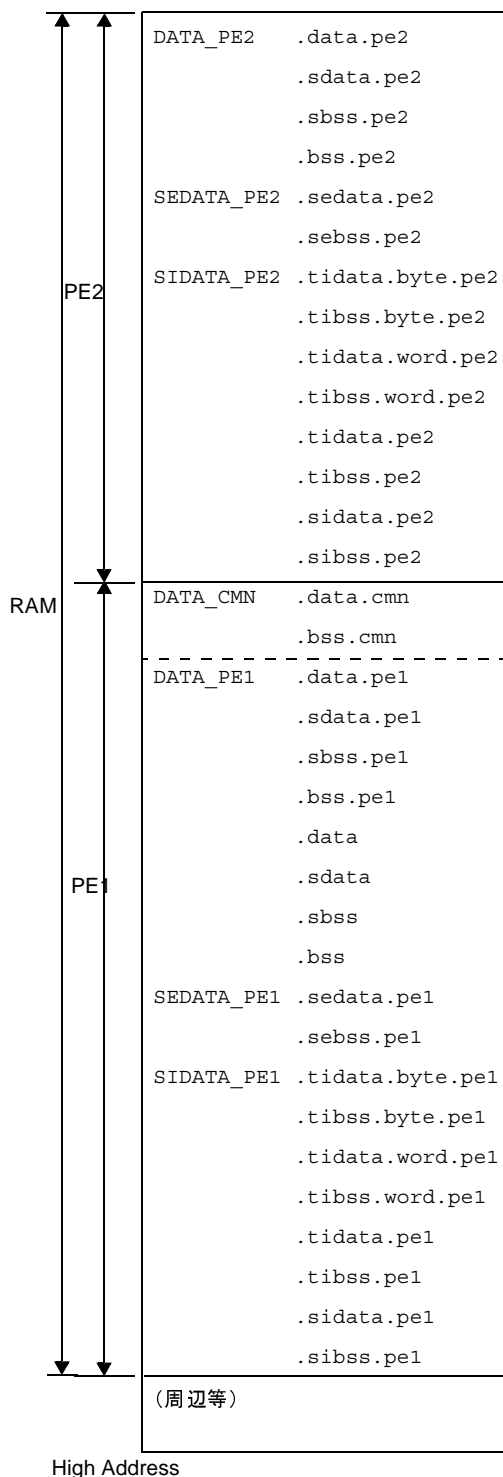 DATA_PE2 .data.pe2
.sdata.pe2
.sbss.pe2
.bss.pe2
SEDATA_PE2 .sedata.pe2
.sebss.pe2
SIDATA_PE2 .tidata.byte.pe2
PE2
.tibss.byte.pe2
.tidata.word.pe2
.tibss.word.pe2
.tidata.pe2
.tibss.pe2
.sidata.pe2
.sibss.pe2
RAM
DATA_CMN .data.cmn
.bss.cmn
DATA_PE1 .data.pe1
.sdata.pe1
.sbss.pe1
.bss.pe1
.data
PE1
.sdata
.sbss
.bss
SEDATA_PE1 .sedata.pe1
.sebss.pe1
SIDATA_PE1 .tidata.byte.pe1
.tibss.byte.pe1
.tidata.word.pe1
.tibss.word.pe1
.tidata.pe1
.tibss.pe1
.sidata.pe1
.sibss.pe1
(周辺等)
High Address